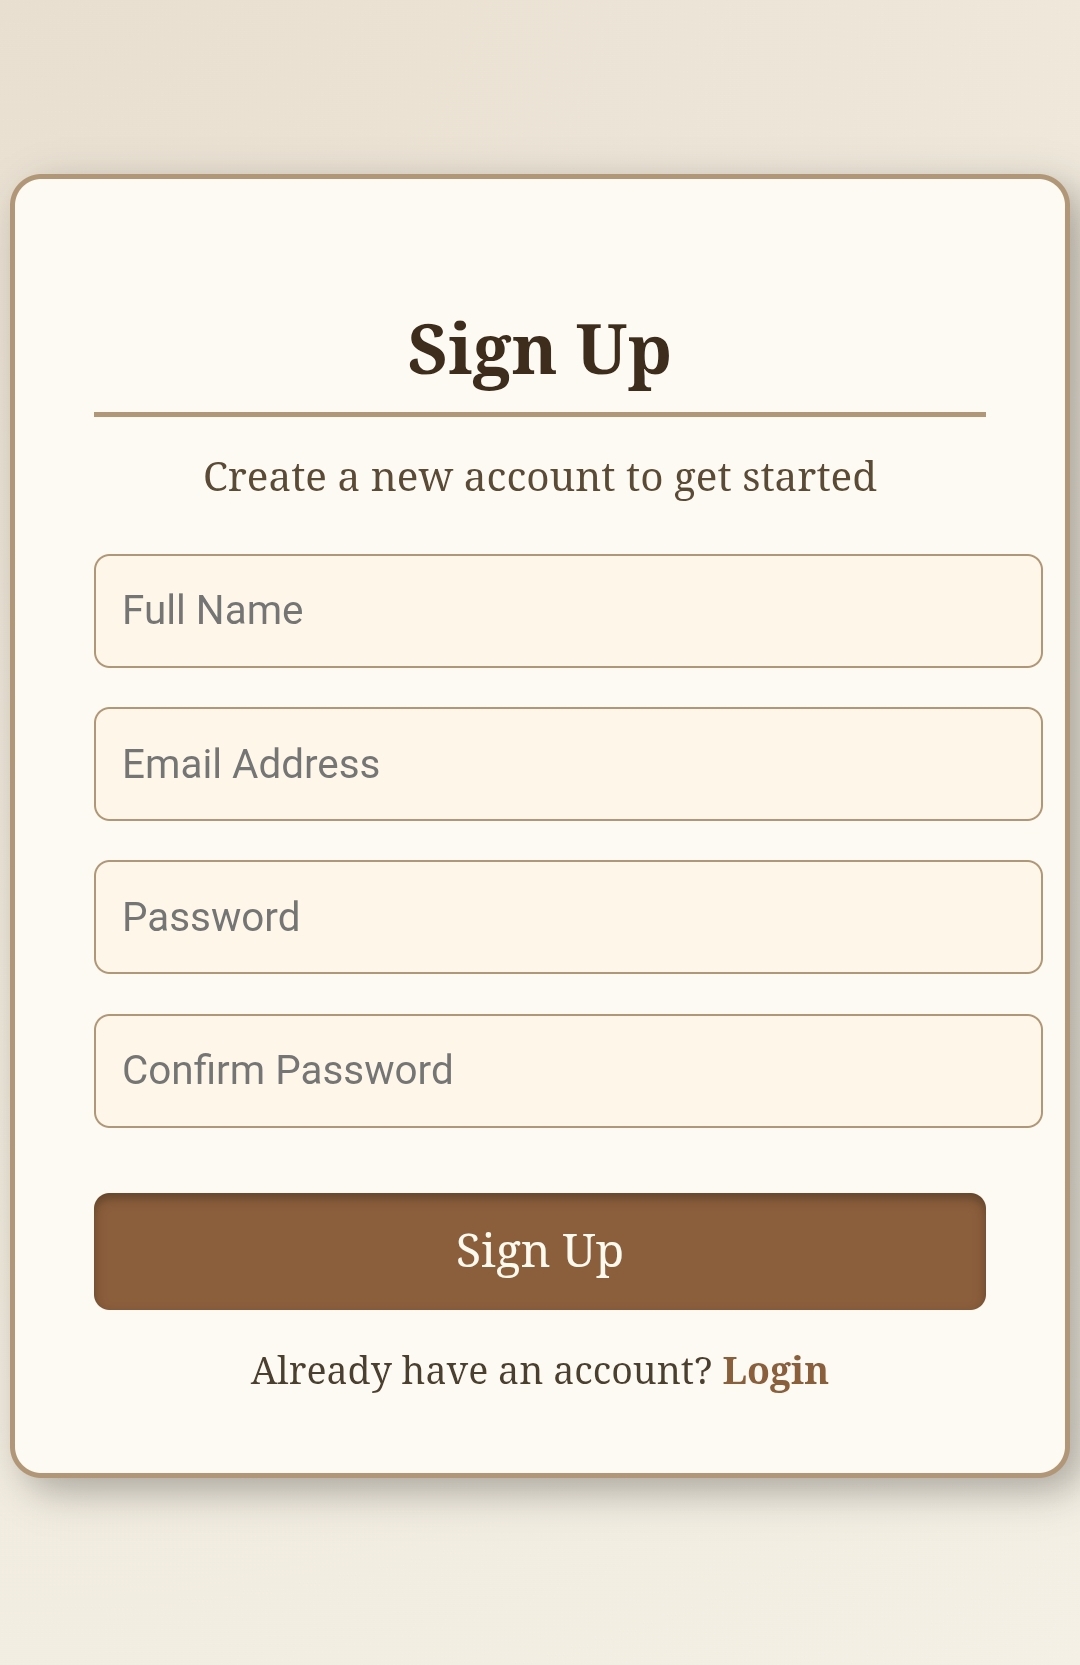 Sign Up
Create a new account to get started
Full Name
Email Address
Password
Confirm Password
Sign Up
Already have an account? Login